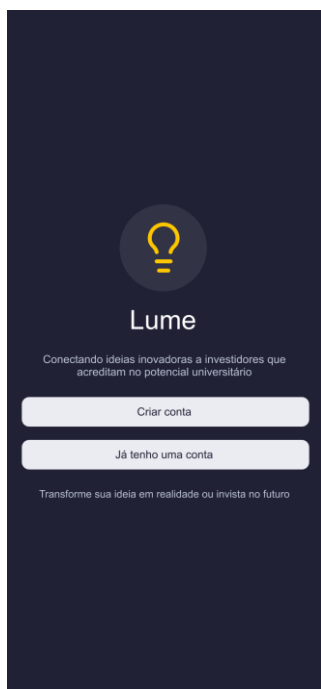 Lume
Conectando ideias inovadoras a investidores que
acreditam no potencial universitário
Criar conta
Já tenho uma conta
Transforme sua ideia em realidade ou invista no futuro